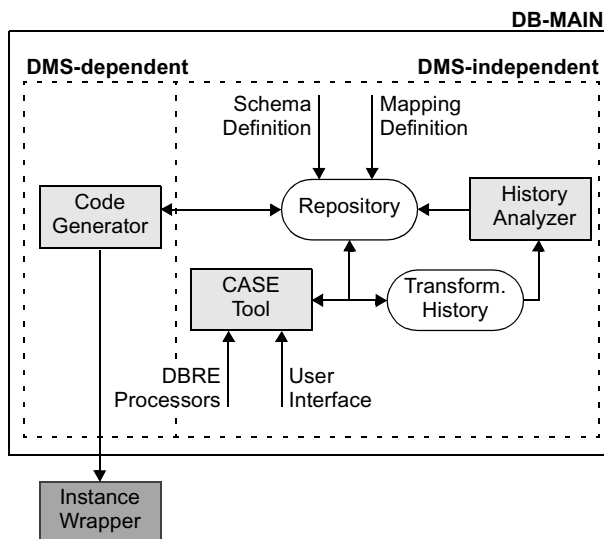 DB-MAIN
DMS-dependent
DMS-independent
Schema
Definition
Mapping
Definition
Code
Generator
Repository
History
Analyzer
CASE
Tool
Transform.
History
DBRE
Processors
User
Interface
Instance
Wrapper